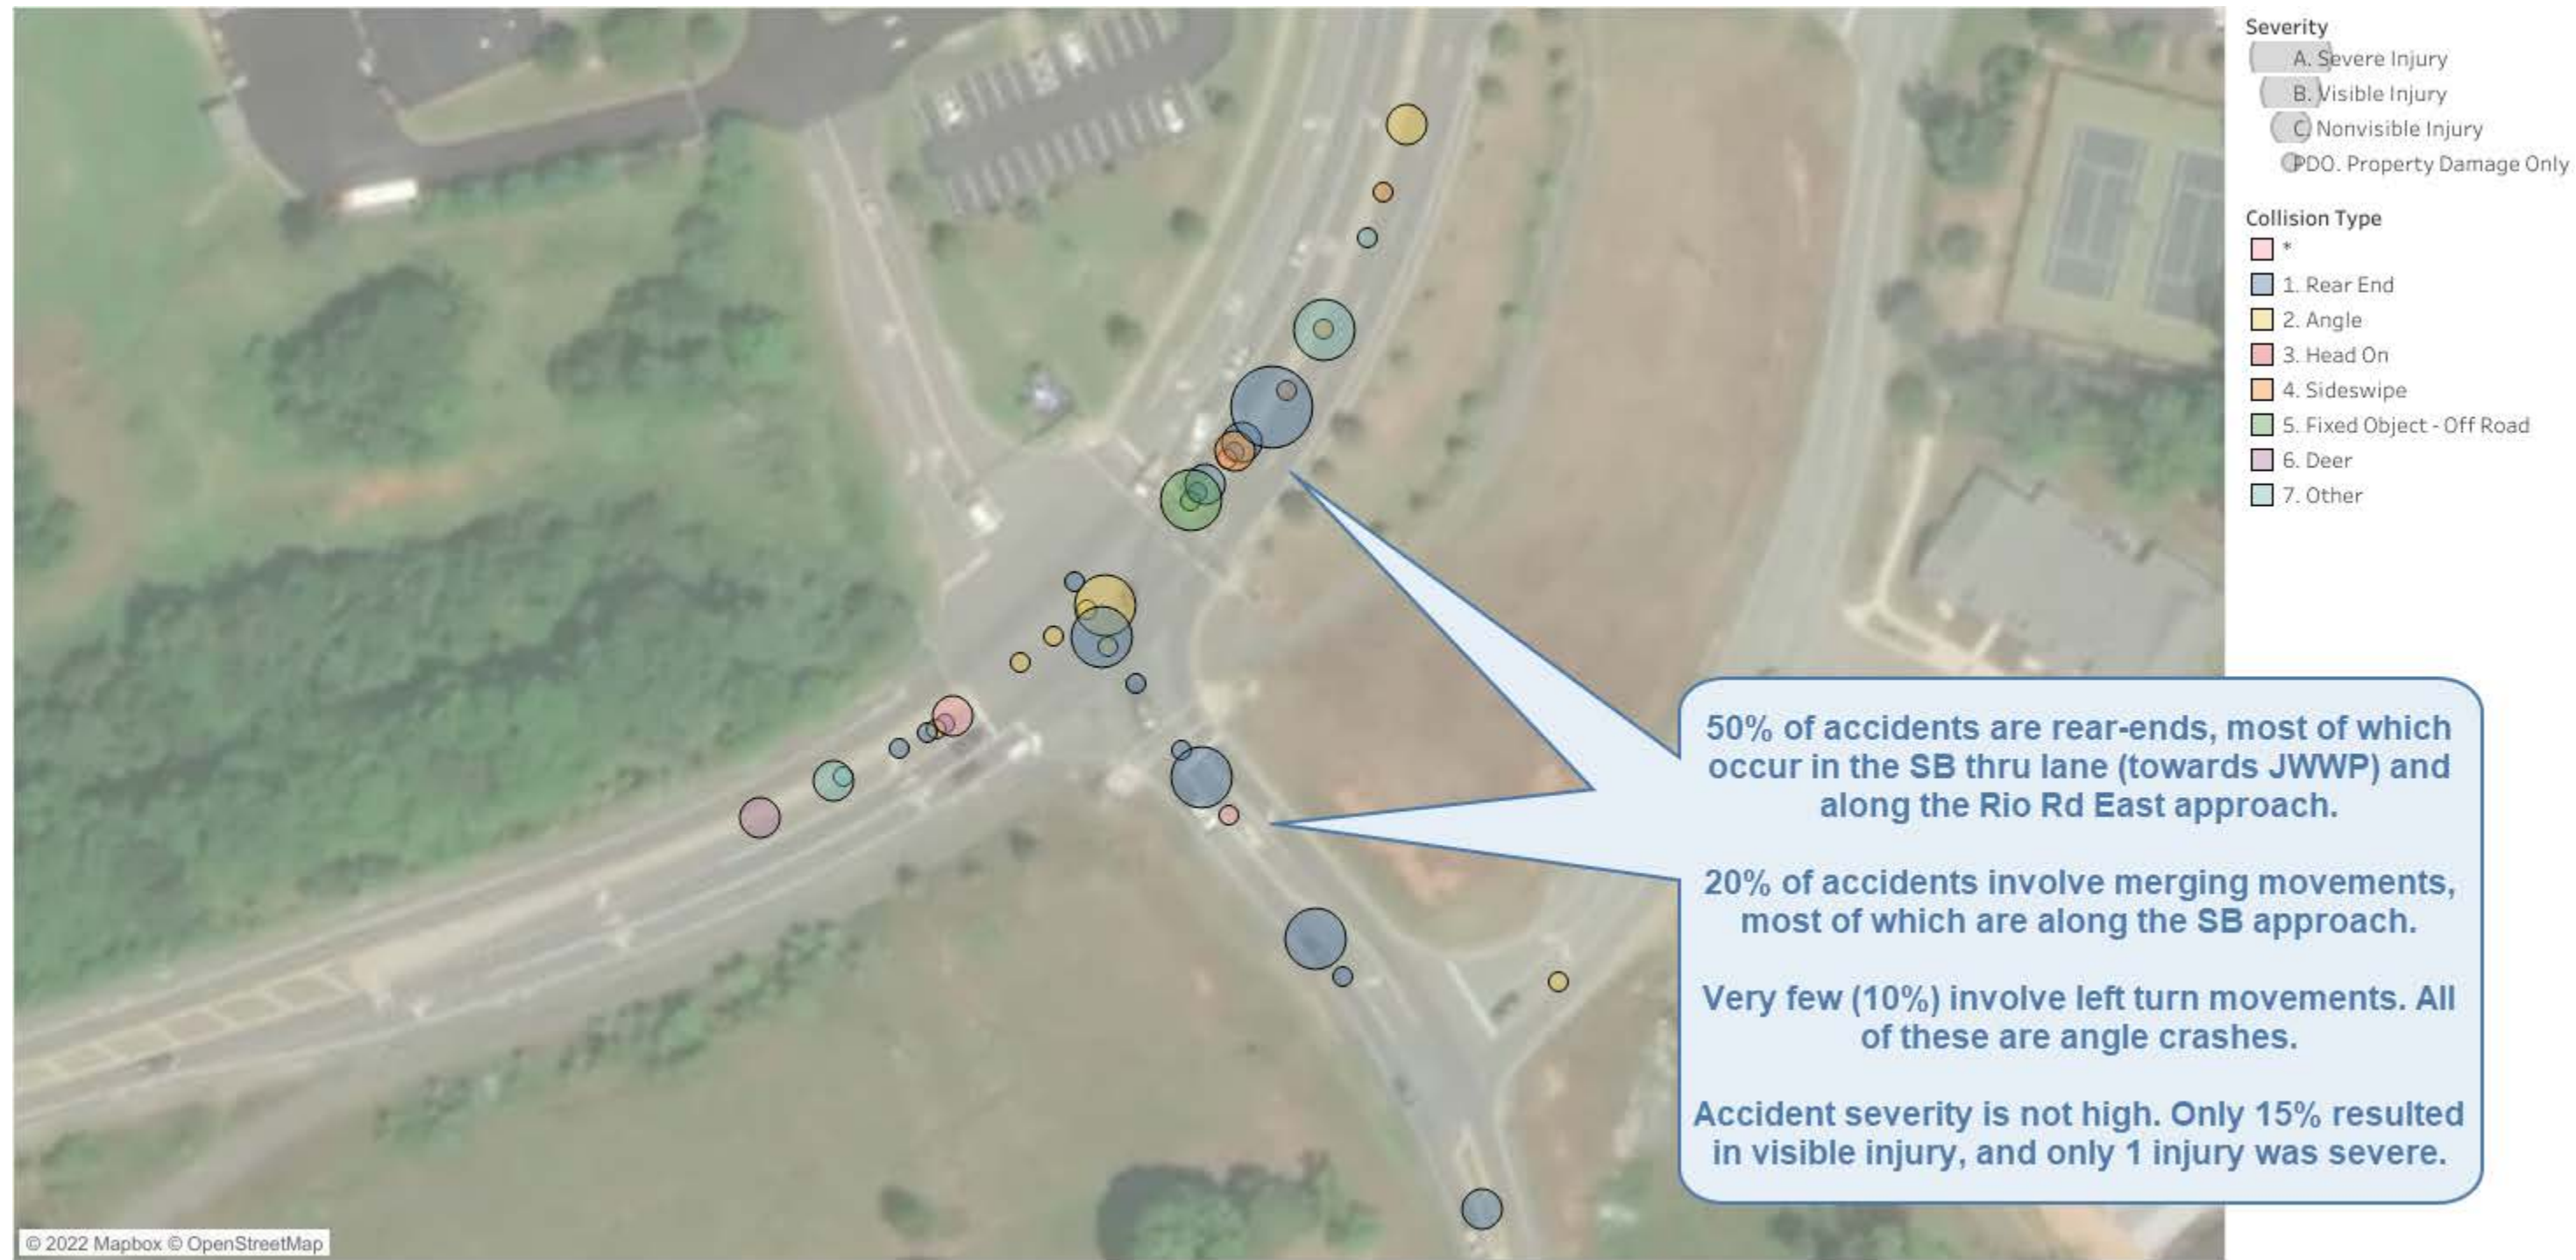 Severity
A. Severe Injury
B. Visible Injury
C. Nonvisible Injury
PDO. Property Damage Only
Collision Type
*
1. Rear End
2. Angle
3. Head On
4. Sideswipe
5. Fixed Object - Off Road
6. Deer
7. Other
50% of accidents are rear-ends, most of which
occur in the SB thru lane (towards JWWP) and
along the Rio Rd East approach.
20% of accidents involve merging movements,
most of which are along the SB approach.
Very few (10%) involve left turn movements. All
of these are angle crashes.
Accident severity is not high. Only 15% resulted
in visible injury, and only 1 injury was severe.
© 2022 Mapbox © OpenStreetMap